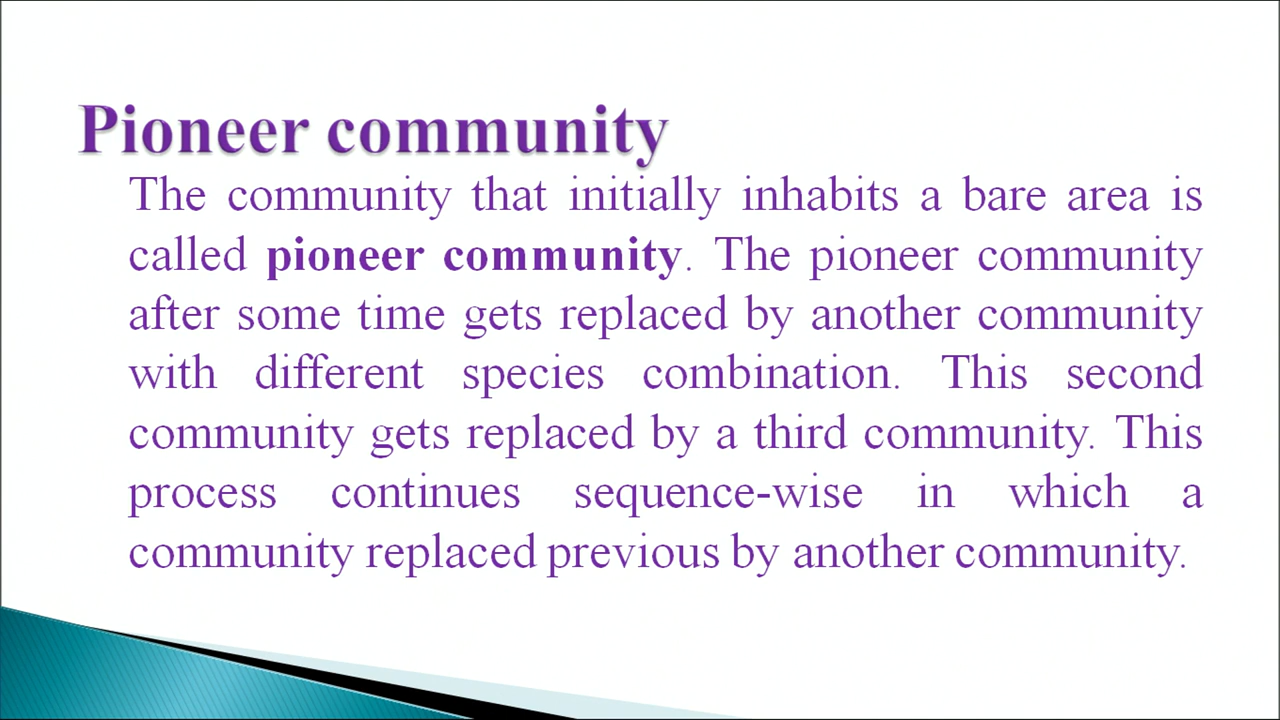 Pioneer community
The community that initially inhabits a bare area is
called pioneer community. The pioneer community
after some time gets replaced by another community
with different species combination. This second
community gets replaced by a third community. This
process continues sequence-wise in which a
community replaced previous by another community.